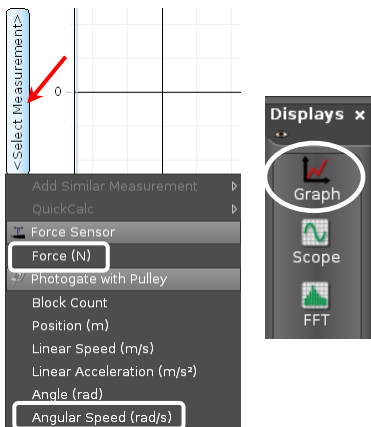 <Select Measurement>
0
Add Similar Measurement
QuickCalc
Force Sensor
Force (N)
Photogate with Pulley
Block Count
Position (m)
Linear Speed (m/s)
Linear Acceleration (m/s²)
Angle (rad)
Angular Speed (rad/s)
Displays x
Graph
Scope
FFT